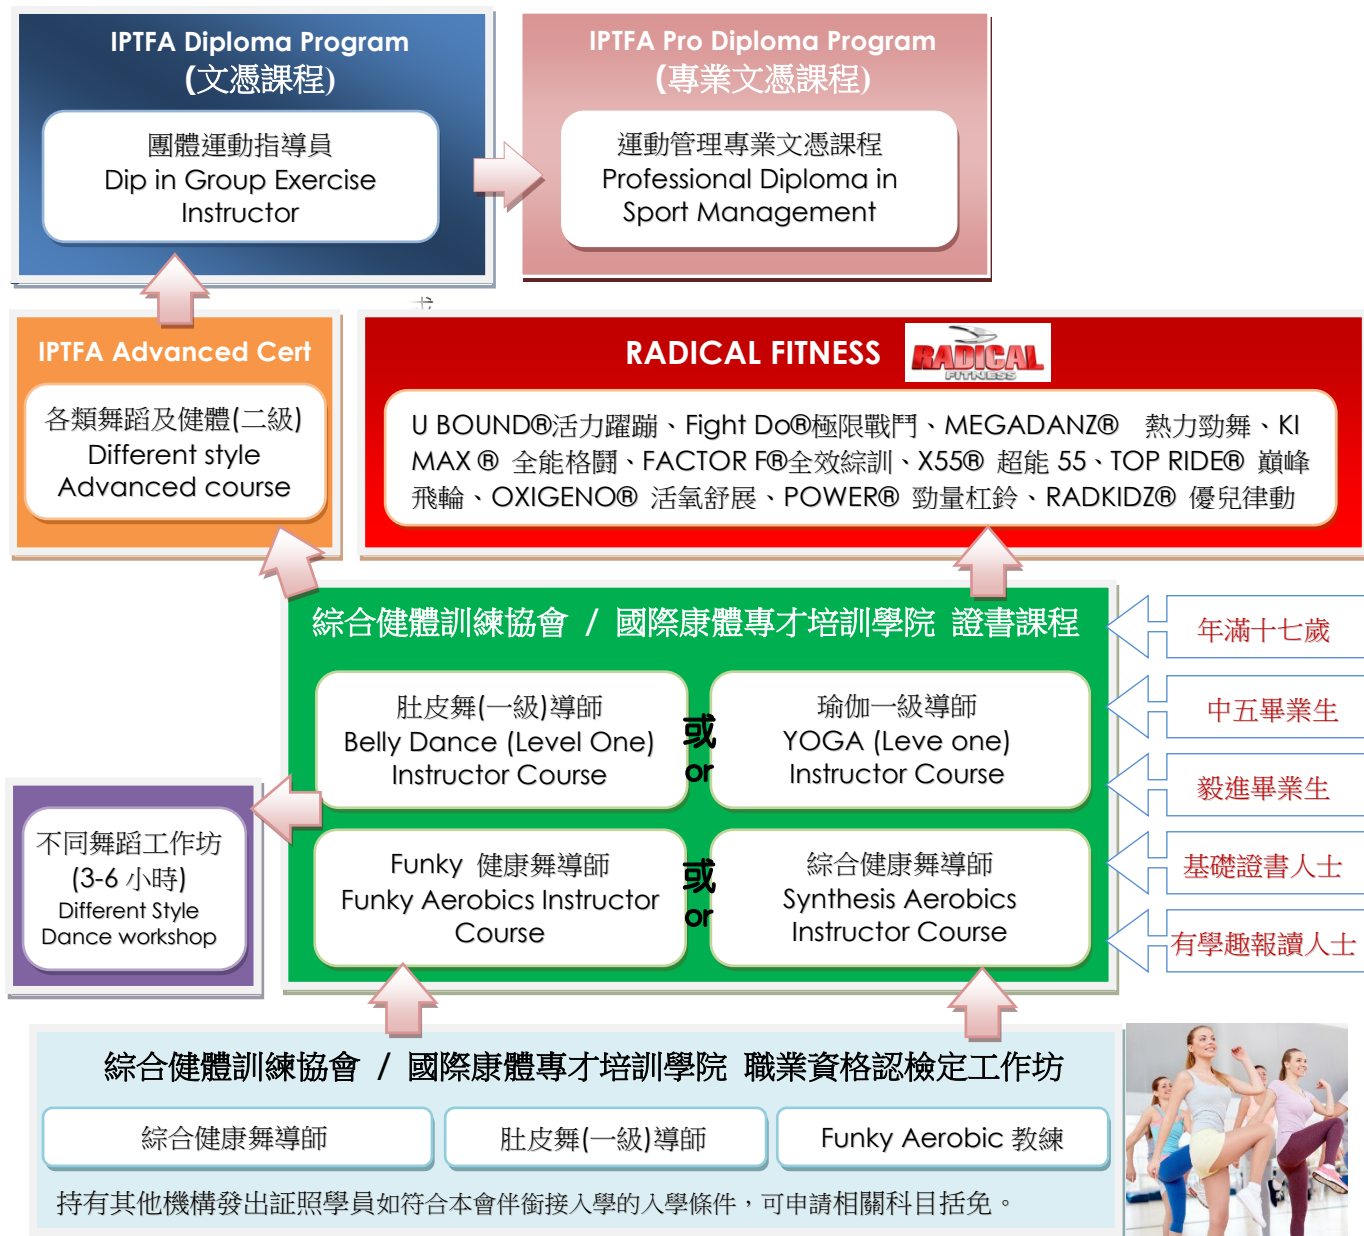 IPTFA Diploma Program
(文憑課程)
團體運動指導員
Dip in Group Exercise
Instructor
IPTFA Pro Diploma Program
(專業文憑課程)
運動管理專業文憑課程
Professional Diploma in
Sport Management
IPTFA Advanced Cert
各類舞蹈及健體(二級)
Different style
Advanced course
RADICAL FITNESS
RADICAL
FITNESS
U BOUND®活力躍蹦、Fight Do®極限戰鬥、MEGADANZ® 熱力勁舞、KI
MAX ® 全能格鬪、FACTOR F®全效綜訓、X55® 超能 55、TOP RIDE® 巔峰
飛輪、OXIGENO® 活氧舒展、POWER® 勁量杠鈴、RADKIDZ® 優兒律動
綜合健體訓練協會 / 國際康體專才培訓學院 證書課程
肚皮舞(一級)導師
Belly Dance (Level One)
Instructor Course
或
or
瑜伽一級導師
YOGA (Leve one)
Instructor Course
Funky 健康舞導師
Funky Aerobics Instructor
Course
或
or
綜合健康舞導師
Synthesis Aerobics
Instructor Course
年滿十七歲
中五畢業生
毅進畢業生
基礎證書人士
有學趣報讀人士
不同舞蹈工作坊
(3-6 小時)
Different Style
Dance workshop
綜合健體訓練協會 / 國際康體專才培訓學院 職業資格認檢定工作坊
綜合健康舞導師
肚皮舞(一級)導師
Funky Aerobic 教練
持有其他機構發出証照學員如符合本會伴銜接入學的入學條件，可申請相關科目括免。